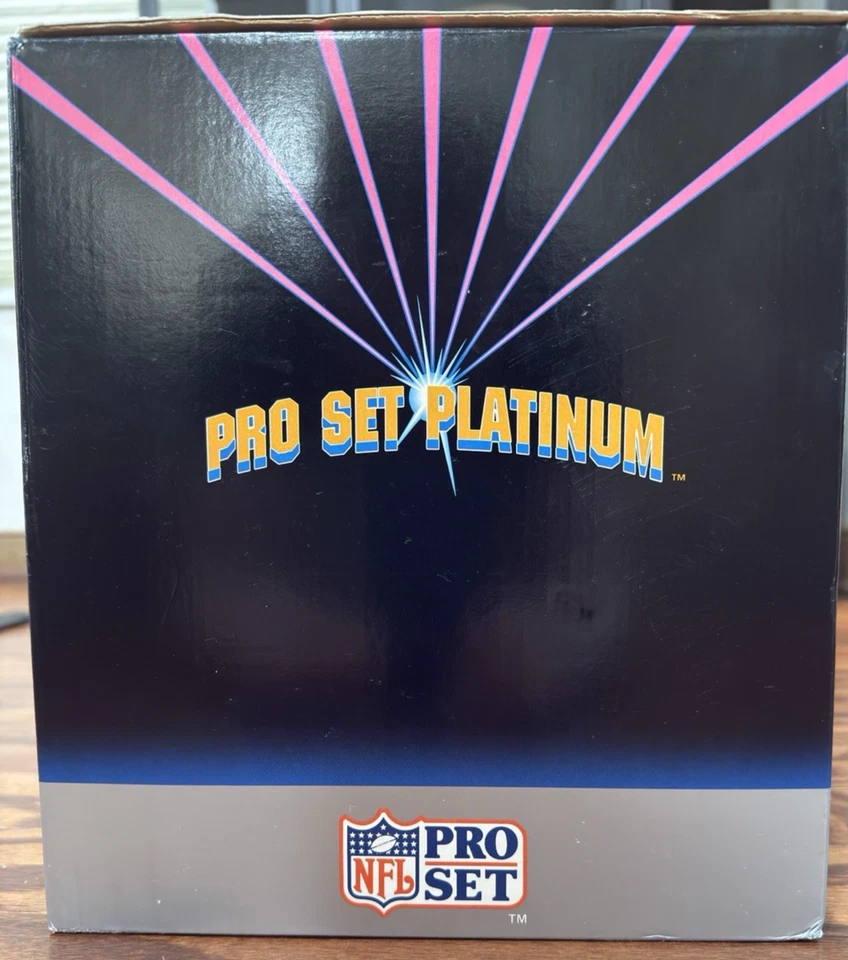 PRO SET PLATINUM™
NFL PRO
SET
™